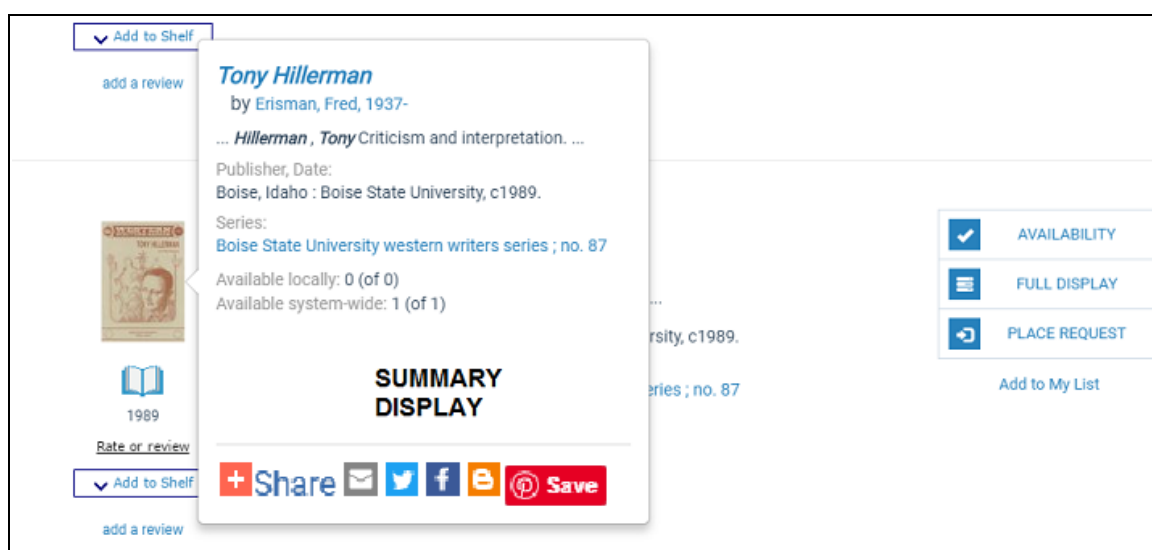 Add to Shelf
add a review
Tony Hillerman
by Erisman, Fred, 1937-
... Hillerman , Tony Criticism and interpretation. ...
Publisher, Date:
Boise, Idaho : Boise State University, c1989.
Series:
Boise State University western writers series ; no. 87
Available locally: 0 (of 0)
Available system-wide: 1 (of 1)
SUMMARY
DISPLAY
Share
Save
TONY HILLERMAN
1989
Rate or review
Add to Shelf
add a review
...
rsity, c1989.
eries ; no. 87
AVAILABILITY
FULL DISPLAY
PLACE REQUEST
Add to My List